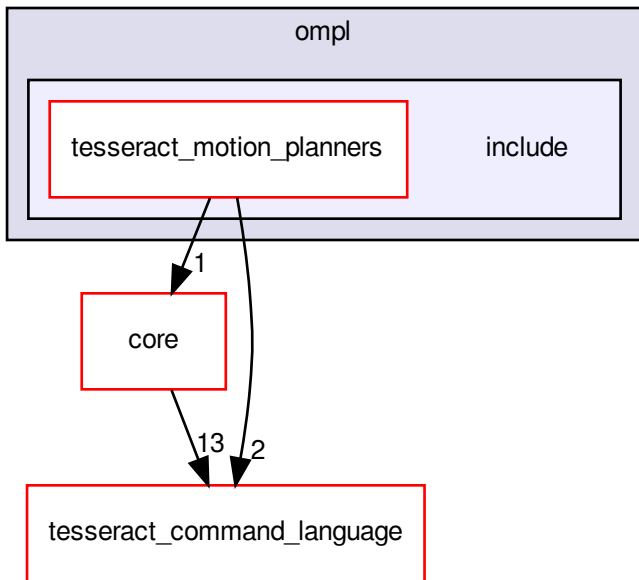 ompl
tesseract_motion_planners
include
1
core
13
2
tesseract_command_language